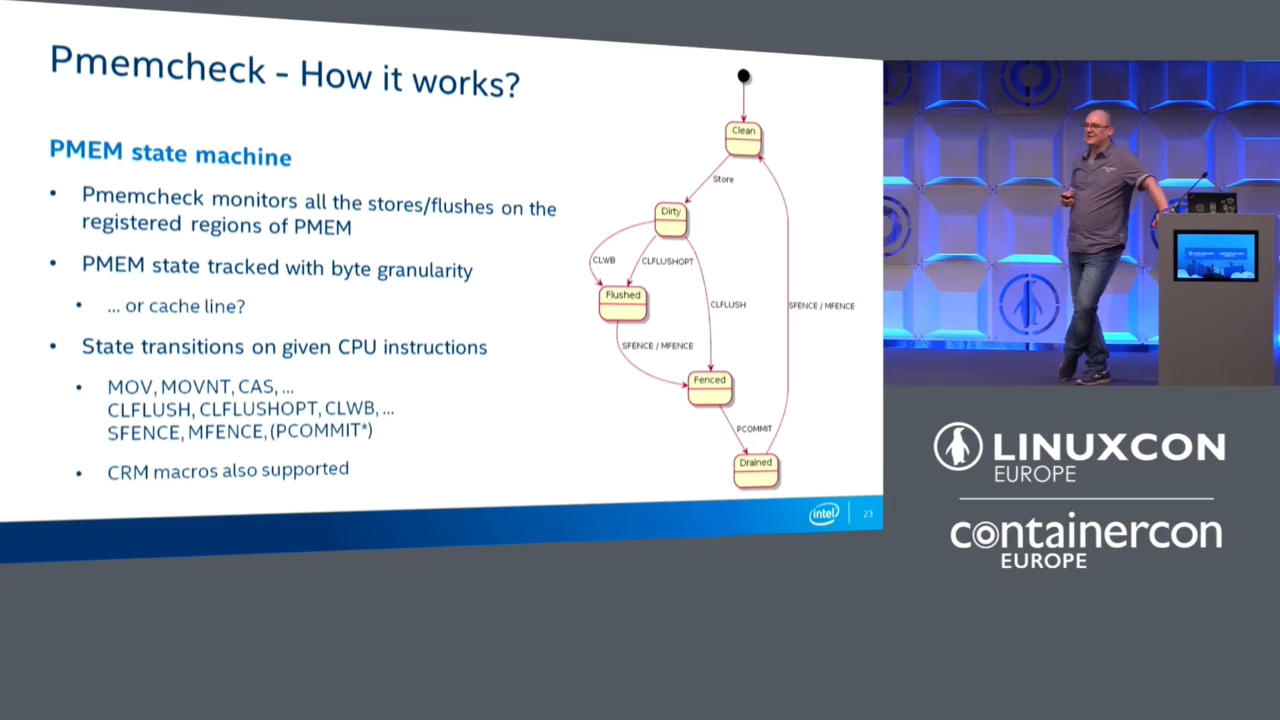 Pmemcheck - How it works?
PMEM state machine
• Pmemcheck monitors all the stores/flushes on the
registered regions of PMEM
• PMEM state tracked with byte granularity
• ... or cache line?
• State transitions on given CPU instructions
• MOV, MOVNT, CAS, ...
CLFLUSH, CLFLUSHOPT, CLWB, ...
SFENCE, MFENCE, (PCOMMIT*)
• CRM macros also supported
Clean
Store
Dirty
CLWB
CLFLUSHOPT
Flushed
CLFLUSH
SFENCE / MFENCE
SFENCE / MFENCE
Fenced
PCOMMIT
Drained
intel
23
LINUXCON
EUROPE
containercon
EUROPE